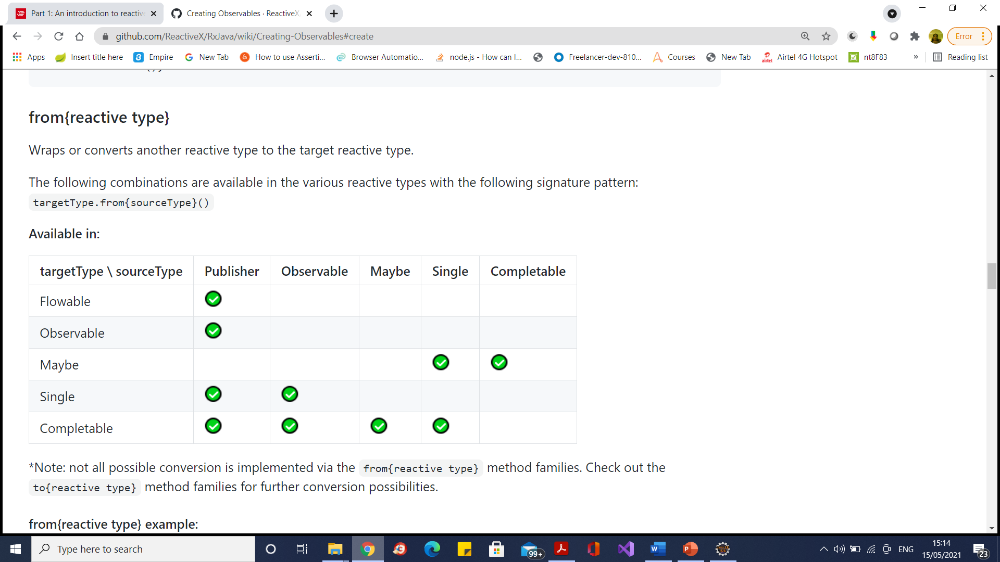 Part 1: An introduction to reactiv
Creating Observables · ReactiveX
github.com/ReactiveX/RxJava/wiki/Creating-Observables#create
Error
Apps
Insert title here
Empire
New Tab
How to use Asserti...
Browser Automatio...
node.js - How can I...
Freelancer-dev-810...
Courses
New Tab
Airtel 4G Hotspot
nt8F83
»
Reading list
from{reactive type}
Wraps or converts another reactive type to the target reactive type.
The following combinations are available in the various reactive types with the following signature pattern:
targetType.from{sourceType}()
Available in:
targetType \ sourceType Publisher Observable Maybe Single Completable
Flowable
Observable
Maybe
Single
Completable
*Note: not all possible conversion is implemented via the from{reactive type} method families. Check out the
to{reactive type} method families for further conversion possibilities.
from{reactive type} example:
Type here to search
99+
ENG
15:14
15/05/2021
23